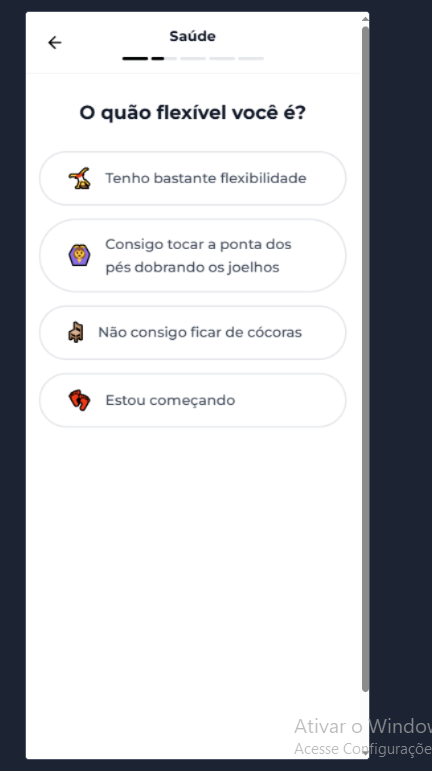 Saúde
O quão flexível você é?
Tenho bastante flexibilidade
Consigo tocar a ponta dos
pés dobrando os joelhos
Não consigo ficar de cócoras
Estou começando
Ativar o Window
Acesse Configuraçõe